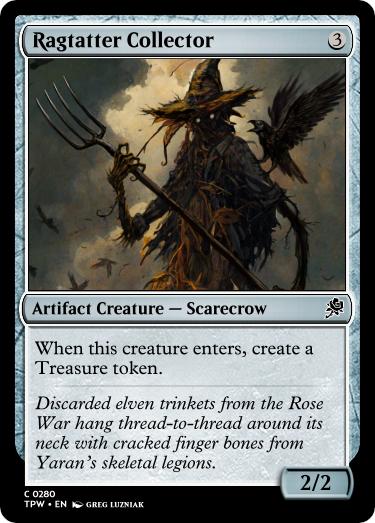 Ragtatter Collector 3
Artifact Creature — Scarecrow
When this creature enters, create a
Treasure token.
Discarded elven trinkets from the Rose
War hang thread-to-thread around its
neck with cracked finger bones from
Yaran's skeletal legions.
2/2
C 0280
TPW • EN GREG LUZNIAK